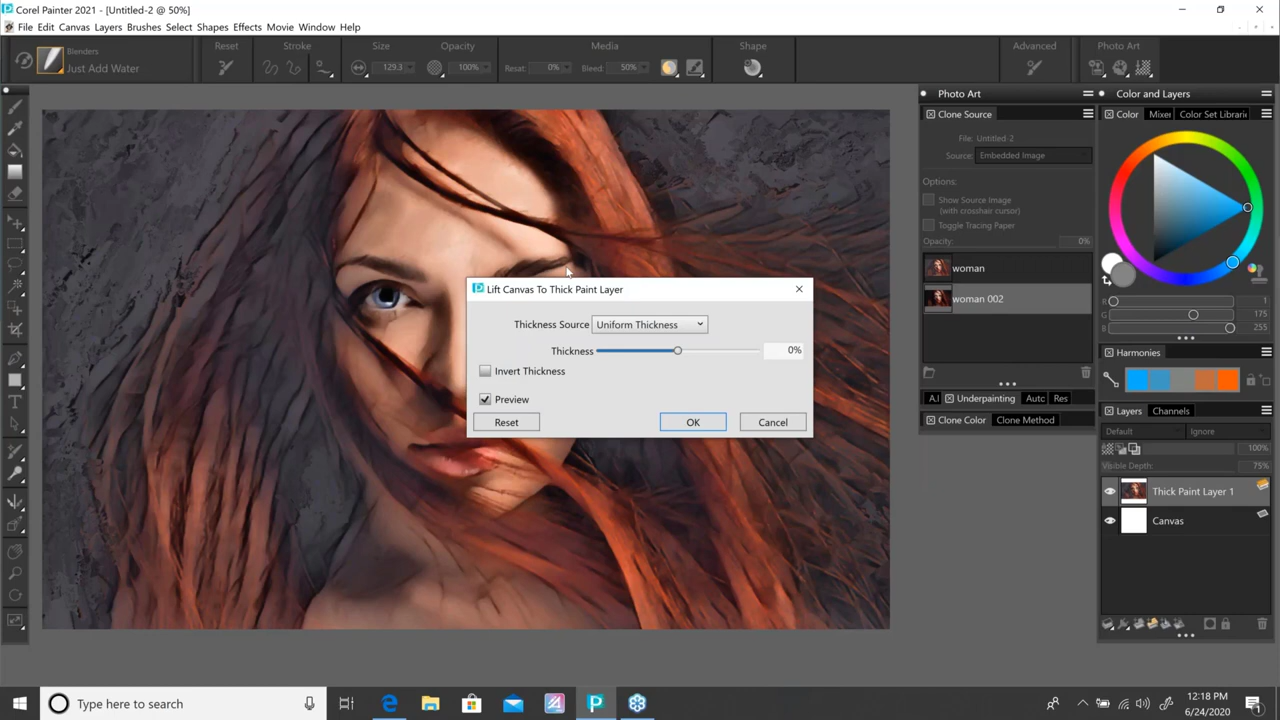 Corel Painter 2021 - [Untitled-2 @ 50%]
File Edit Canvas Layers Brushes Select Shapes Effects Movie Window Help
Blenders
Just Add Water
Reset
Stroke
Size
129.3
Opacity
100%
Media
Resat: 0% Bleed: 50%
Shape
Advanced
Photo Art
Photo Art
Clone Source
File: Untitled-2
Source: Embedded Image
Options:
Show Source Image
(with crosshair cursor)
Toggle Tracing Paper
Opacity: 0%
woman
woman 002
A.I Underpainting Autc Res
Clone Color Clone Method
Color and Layers
Color Mixer Color Set Librari
R 1
G 175
B 255
Harmonies
Layers Channels
Default Ignore
100%
Visible Depth: 75%
Thick Paint Layer 1
Canvas
Lift Canvas To Thick Paint Layer
Thickness Source Uniform Thickness
Thickness 0%
Invert Thickness
Preview
Reset OK Cancel
Type here to search
12:18 PM
6/24/2020